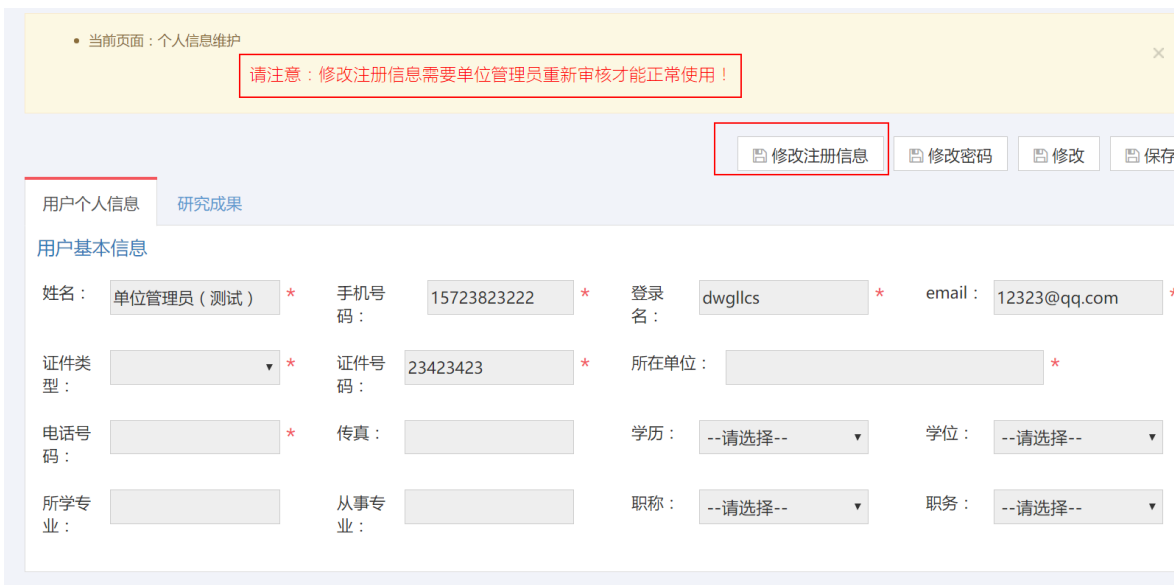 当前页面：个人信息维护
请注意：修改注册信息需要单位管理员重新审核才能正常使用！
×
修改注册信息 修改密码 修改 保存
用户个人信息 研究成果
用户基本信息
姓名： 单位管理员（测试） * 手机号码： 15723823222 * 登录名： dwgllcs * email： 12323@qq.com *
证件类型： * 证件号码： 23423423 所在单位： *
电话号码： * 传真： 学历： --请选择-- 学位： --请选择--
所学专业： 从事专业： 职称： --请选择-- 职务： --请选择--